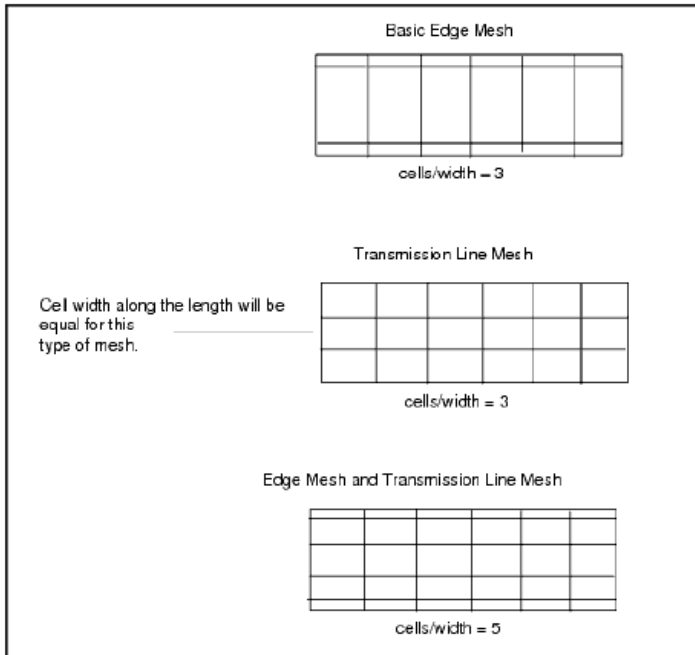 Basic Edge Mesh
cells/width = 3
Transmission Line Mesh
Cell width along the length will be
equal for this
type of mesh.
cells/width = 3
Edge Mesh and Transmission Line Mesh
cells/width = 5